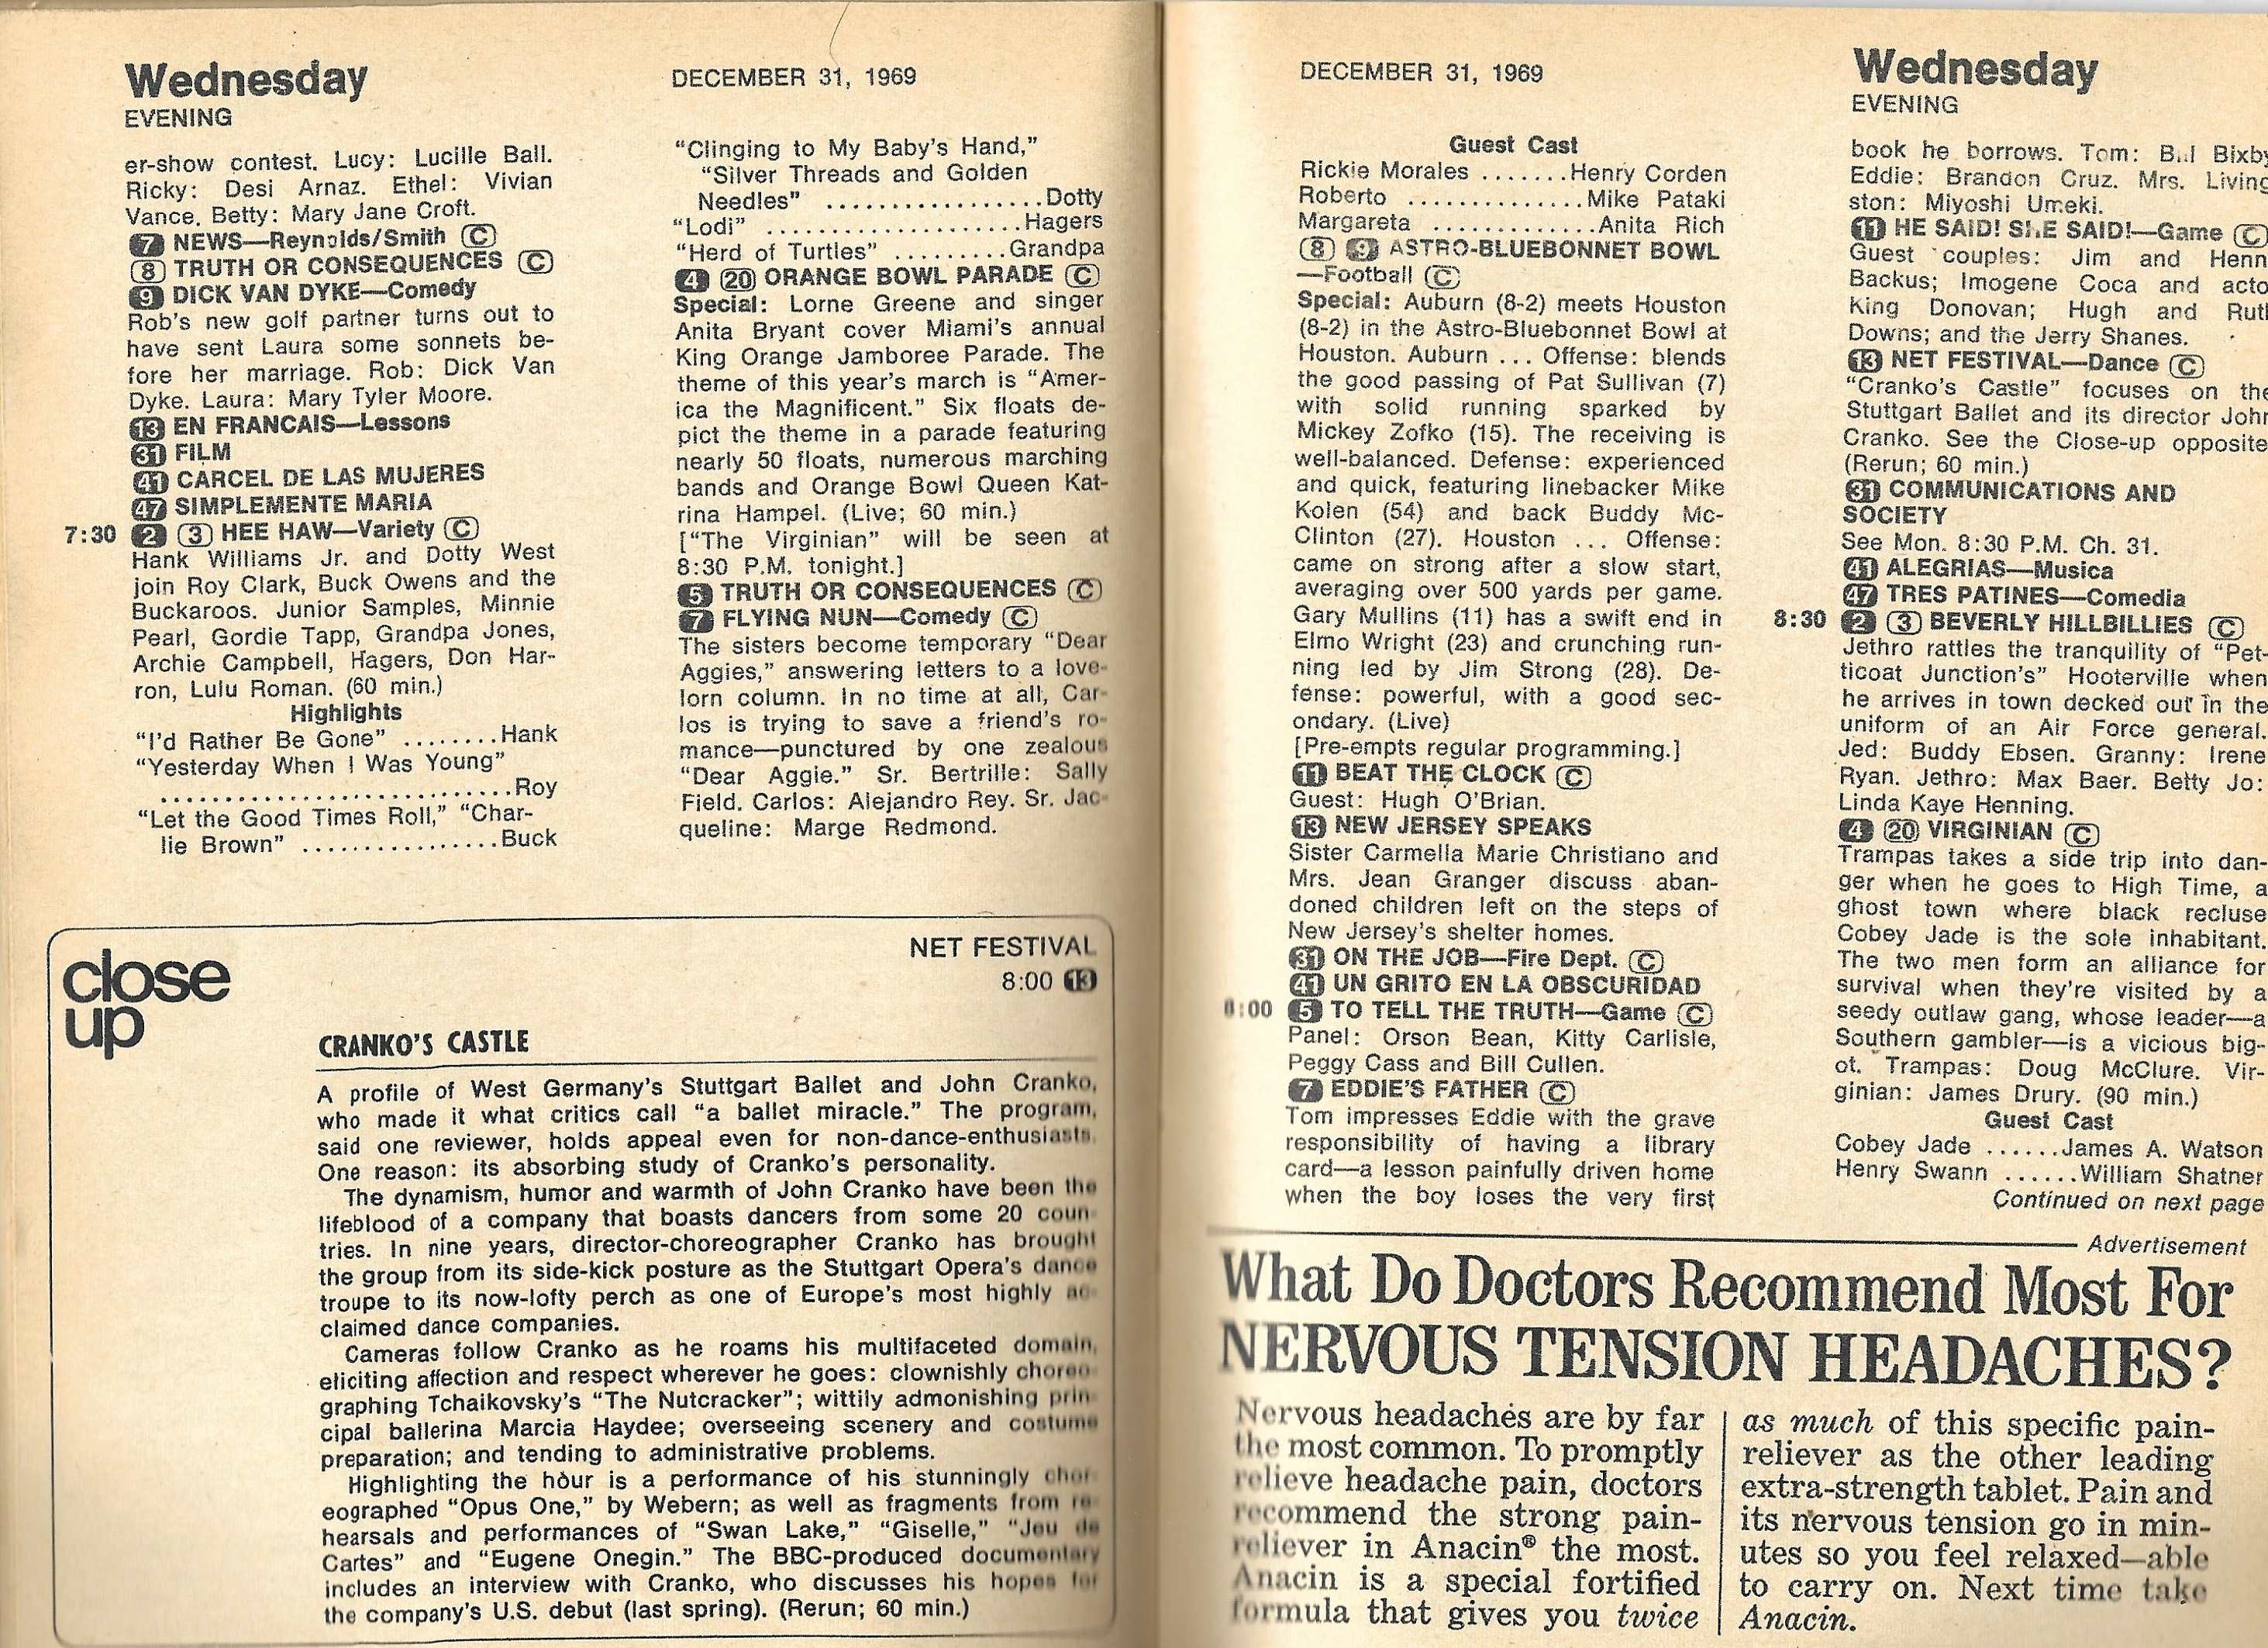 Wednesday
EVENING
er-show contest. Lucy: Lucille Ball.
Ricky: Desi Arnaz. Ethel: Vivian
Vance. Betty: Mary Jane Croft.
7 NEWS—Reynolds/Smith C
8 TRUTH OR CONSEQUENCES C
9 DICK VAN DYKE—Comedy
Rob's new golf partner turns out to
have sent Laura some sonnets be-
fore her marriage. Rob: Dick Van
Dyke. Laura: Mary Tyler Moore.
13 EN FRANCAIS—Lessons
31 FILM
41 CARCEL DE LAS MUJERES
47 SIMPLEMENTE MARIA
7:30 2 3 HEE HAW—Variety C
Hank Williams Jr. and Dotty West
join Roy Clark, Buck Owens and the
Buckaroos. Junior Samples, Minnie
Pearl, Gordie Tapp, Grandpa Jones,
Archie Campbell, Hagers, Don Har-
ron, Lulu Roman. (60 min.)
Highlights
"I'd Rather Be Gone" ........Hank
"Yesterday When I Was Young"
............................Roy
"Let the Good Times Roll," "Char-
lie Brown" ................Buck
DECEMBER 31, 1969
"Clinging to My Baby's Hand,"
"Silver Threads and Golden
Needles" .................Dotty
"Lodi" .....................Hagers
"Herd of Turtles" .........Grandpa
4 20 ORANGE BOWL PARADE C
Special: Lorne Greene and singer
Anita Bryant cover Miami's annual
King Orange Jamboree Parade. The
theme of this year's march is "Amer-
ica the Magnificent." Six floats de-
pict the theme in a parade featuring
nearly 50 floats, numerous marching
bands and Orange Bowl Queen Kat-
rina Hampel. (Live; 60 min.)
["The Virginian" will be seen at
8:30 P.M. tonight.]
5 TRUTH OR CONSEQUENCES C
7 FLYING NUN—Comedy C
The sisters become temporary "Dear
Aggies," answering letters to a love-
lorn column. In no time at all, Car-
los is trying to save a friend's ro-
mance—punctured by one zealous
"Dear Aggie." Sr. Bertrille: Sally
Field. Carlos: Alejandro Rey. Sr. Jac-
queline: Marge Redmond.
close
up
NET FESTIVAL
8:00 13
CRANKO'S CASTLE
A profile of West Germany's Stuttgart Ballet and John Cranko,
who made it what critics call "a ballet miracle." The program,
said one reviewer, holds appeal even for non-dance-enthusiasts.
One reason: its absorbing study of Cranko's personality.
The dynamism, humor and warmth of John Cranko have been the
lifeblood of a company that boasts dancers from some 20 coun-
tries. In nine years, director-choreographer Cranko has brought
the group from its side-kick posture as the Stuttgart Opera's dance
troupe to its now-lofty perch as one of Europe's most highly ac-
claimed dance companies.
Cameras follow Cranko as he roams his multifaceted domain,
eliciting affection and respect wherever he goes: clownishly choreo-
graphing Tchaikovsky's "The Nutcracker"; wittily admonishing prin-
cipal ballerina Marcia Haydee; overseeing scenery and costume
preparation; and tending to administrative problems.
Highlighting the hour is a performance of his stunningly chor-
eographed "Opus One," by Webern; as well as fragments from re-
hearsals and performances of "Swan Lake," "Giselle," "Jeu de
Cartes" and "Eugene Onegin." The BBC-produced documentary
includes an interview with Cranko, who discusses his hopes for
the company's U.S. debut (last spring). (Rerun; 60 min.)
DECEMBER 31, 1969
Guest Cast
Rickie Morales .......Henry Corden
Roberto ..............Mike Pataki
Margareta .............Anita Rich
8 9 ASTRO-BLUEBONNET BOWL
—Football C
Special: Auburn (8-2) meets Houston
(8-2) in the Astro-Bluebonnet Bowl at
Houston. Auburn ... Offense: blends
the good passing of Pat Sullivan (7)
with solid running sparked by
Mickey Zofko (15). The receiving is
well-balanced. Defense: experienced
and quick, featuring linebacker Mike
Kolen (54) and back Buddy Mc-
Clinton (27). Houston ... Offense:
came on strong after a slow start,
averaging over 500 yards per game.
Gary Mullins (11) has a swift end in
Elmo Wright (23) and crunching run-
ning led by Jim Strong (28). De-
fense: powerful, with a good sec-
ondary. (Live)
[Pre-empts regular programming.]
11 BEAT THE CLOCK C
Guest: Hugh O'Brian.
13 NEW JERSEY SPEAKS
Sister Carmella Marie Christiano and
Mrs. Jean Granger discuss aban-
doned children left on the steps of
New Jersey's shelter homes.
31 ON THE JOB—Fire Dept. C
41 UN GRITO EN LA OBSCURIDAD
8:00 5 TO TELL THE TRUTH—Game C
Panel: Orson Bean, Kitty Carlisle,
Peggy Cass and Bill Cullen.
7 EDDIE'S FATHER C
Tom impresses Eddie with the grave
responsibility of having a library
card—a lesson painfully driven home
when the boy loses the very first
Wednesday
EVENING
book he borrows. Tom: Bill Bixby
Eddie: Brandon Cruz. Mrs. Living
ston: Miyoshi Umeki.
11 HE SAID! SHE SAID!—Game C
Guest couples: Jim and Henn
Backus; Imogene Coca and acto
King Donovan; Hugh and Ruth
Downs; and the Jerry Shanes.
13 NET FESTIVAL—Dance C
"Cranko's Castle" focuses on the
Stuttgart Ballet and its director John
Cranko. See the Close-up opposite
(Rerun; 60 min.)
31 COMMUNICATIONS AND
SOCIETY
See Mon. 8:30 P.M. Ch. 31.
41 ALEGRIAS—Musica
47 TRES PATINES—Comedia
8:30 2 3 BEVERLY HILLBILLIES C
Jethro rattles the tranquility of "Pet-
ticoat Junction's" Hooterville when
he arrives in town decked out in the
uniform of an Air Force general.
Jed: Buddy Ebsen. Granny: Irene
Ryan. Jethro: Max Baer. Betty Jo:
Linda Kaye Henning.
4 20 VIRGINIAN C
Trampas takes a side trip into dan-
ger when he goes to High Time, a
ghost town where black recluse
Cobey Jade is the sole inhabitant.
The two men form an alliance for
survival when they're visited by a
seedy outlaw gang, whose leader—a
Southern gambler—is a vicious big-
ot. Trampas: Doug McClure. Vir-
ginian: James Drury. (90 min.)
Guest Cast
Cobey Jade ......James A. Watson
Henry Swann ......William Shatner
Continued on next page
Advertisement
What Do Doctors Recommend Most For
NERVOUS TENSION HEADACHES?
Nervous headaches are by far
the most common. To promptly
relieve headache pain, doctors
recommend the strong pain-
reliever in Anacin® the most.
Anacin is a special fortified
formula that gives you twice
as much of this specific pain-
reliever as the other leading
extra-strength tablet. Pain and
its nervous tension go in min-
utes so you feel relaxed—able
to carry on. Next time take
Anacin.